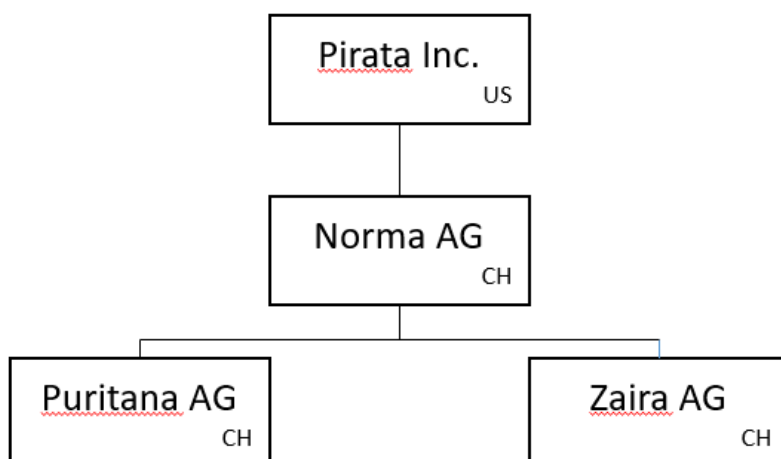 Pirata Inc.
US
Norma AG
CH
Puritana AG
CH
Zaira AG
CH